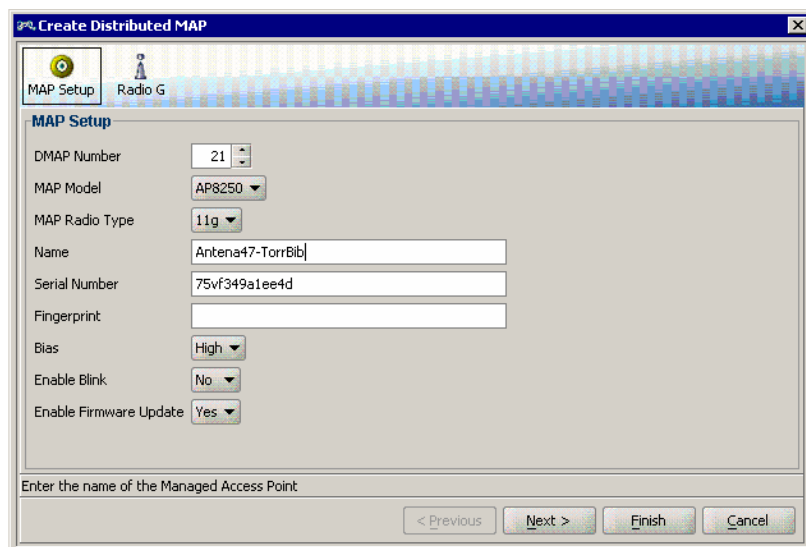 Create Distributed MAP
MAP Setup Radio G
MAP Setup
DMAP Number 21
MAP Model AP8250
MAP Radio Type 11g
Name Antena47-TorrBib
Serial Number 75vf349a1ee4d
Fingerprint
Bias High
Enable Blink No
Enable Firmware Update Yes
Enter the name of the Managed Access Point
< Previous Next > Finish Cancel